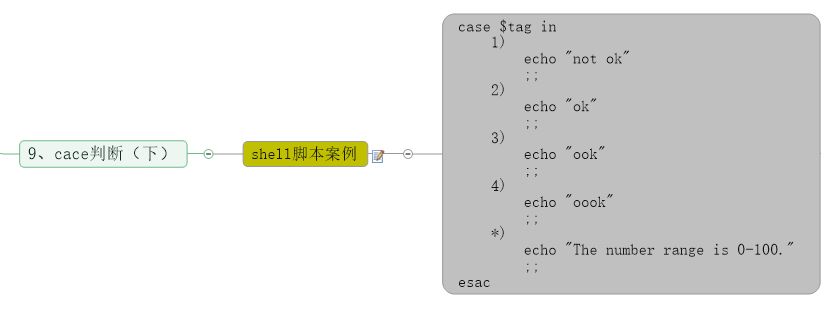 9、cace判断（下）
shell脚本案例
case $tag in
    1)
        echo "not ok"
        ;;
    2)
        echo "ok"
        ;;
    3)
        echo "ook"
        ;;
    4)
        echo "oook"
        ;;
    *)
        echo "The number range is 0-100."
        ;;
esac